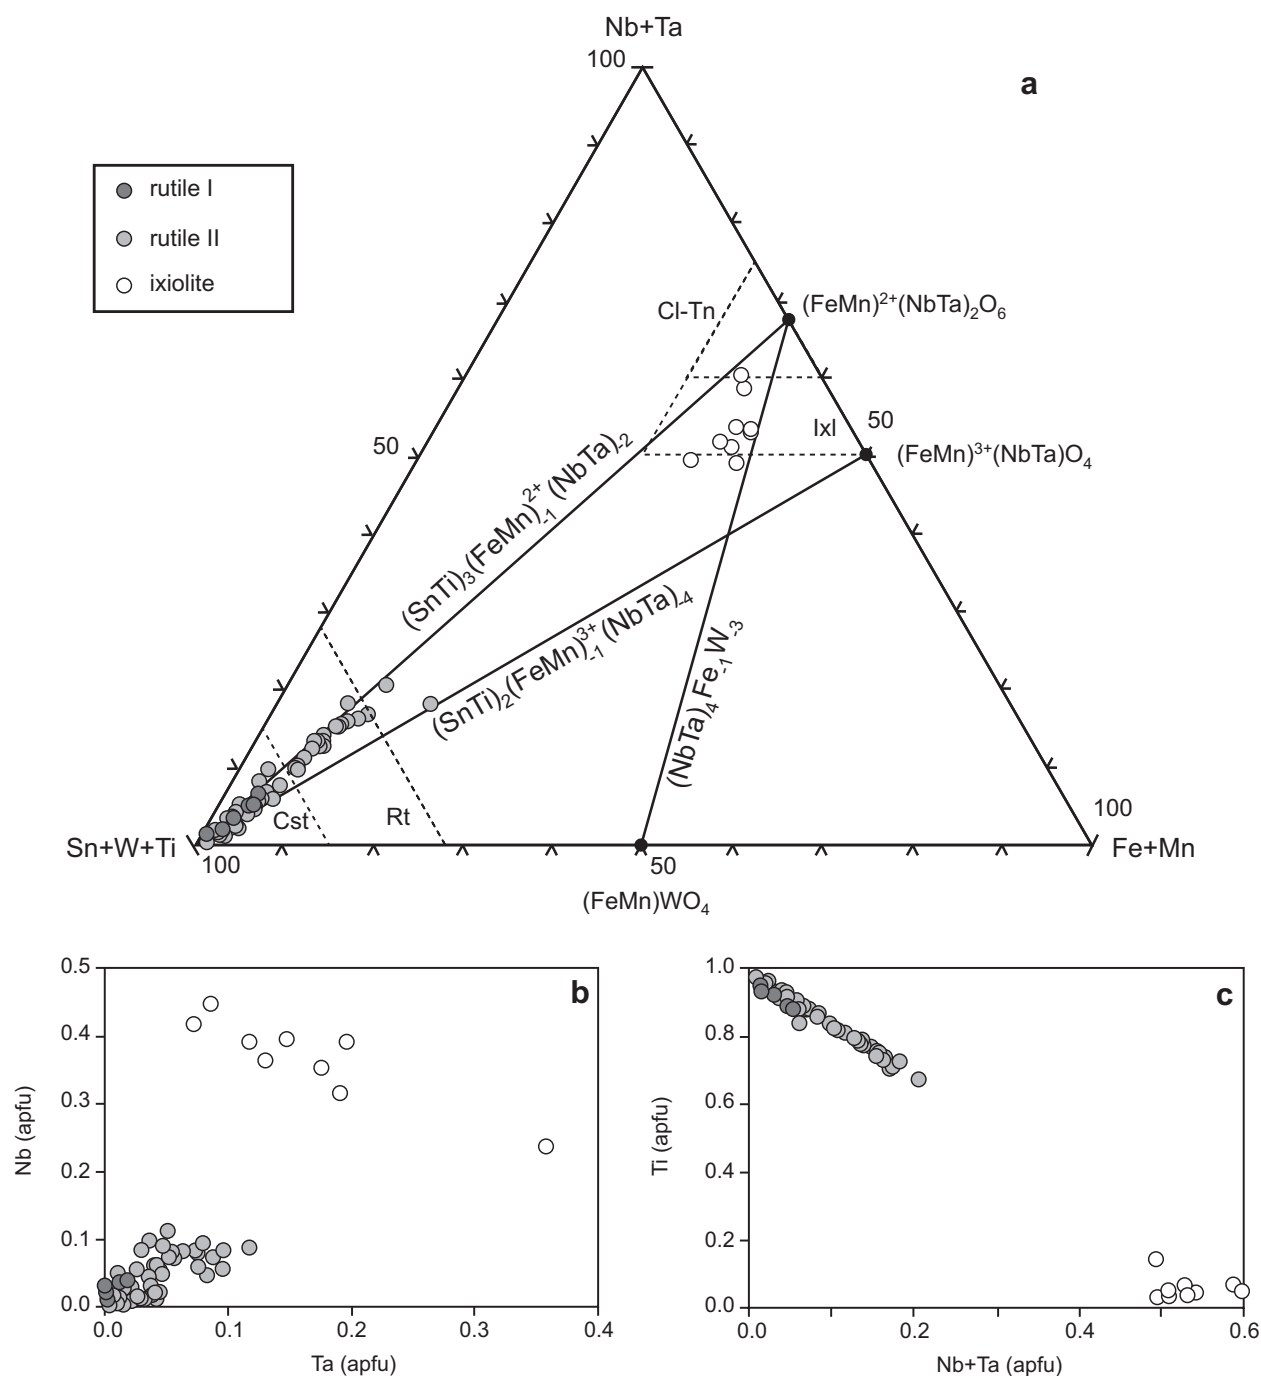 Nb+Ta
100
a
rutile I
rutile II
ixiolite
Cl-Tn
(FeMn)²⁺(NbTa)₂O₆
50
Ixl
50
(FeMn)³⁺(NbTa)O₄
(SnTi)₃(FeMn)²⁺₋₁(NbTa)₋₂
(SnTi)₂(FeMn)³⁺₋₁(NbTa)₋₄
(NbTa)₄Fe₋₁W₋₃
Cst
Rt
100
Sn+W+Ti
100
50
Fe+Mn
(FeMn)WO₄
b
0.5
0.4
0.3
0.2
0.1
0.0
Nb (apfu)
0.0 0.1 0.2 0.3 0.4
Ta (apfu)
c
1.0
0.8
0.6
0.4
0.2
0.0
Ti (apfu)
0.0 0.2 0.4 0.6
Nb+Ta (apfu)